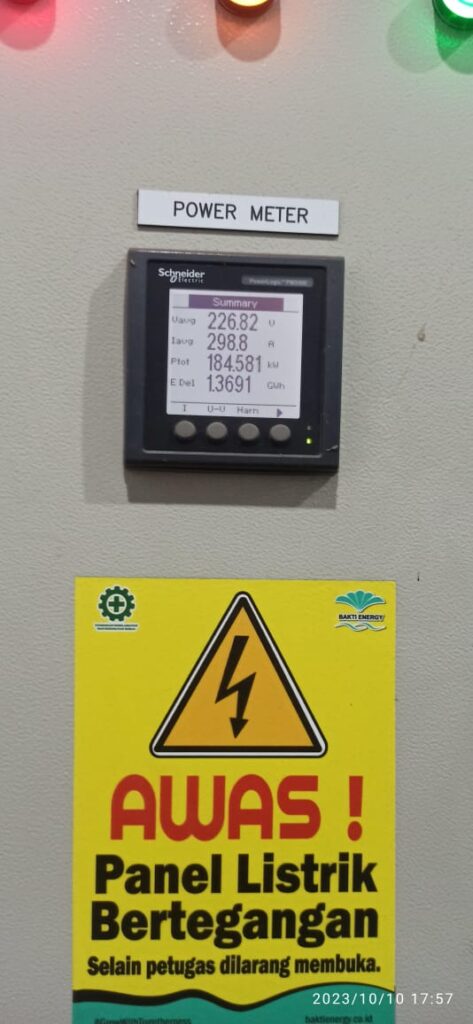 POWER METER
Schneider
Electric
Summary
Vavg 226.82 V
Iavg 298.8 A
Ptot 184.581 kW
E Del 1.3691 GWh
I U-U Harm
BAKTI ENERGY
AWAS !
Panel Listrik
Bertegangan
Selain petugas dilarang membuka.
2023/10/10 17:57
#GrowWithTogetherness baktienergy.co.id